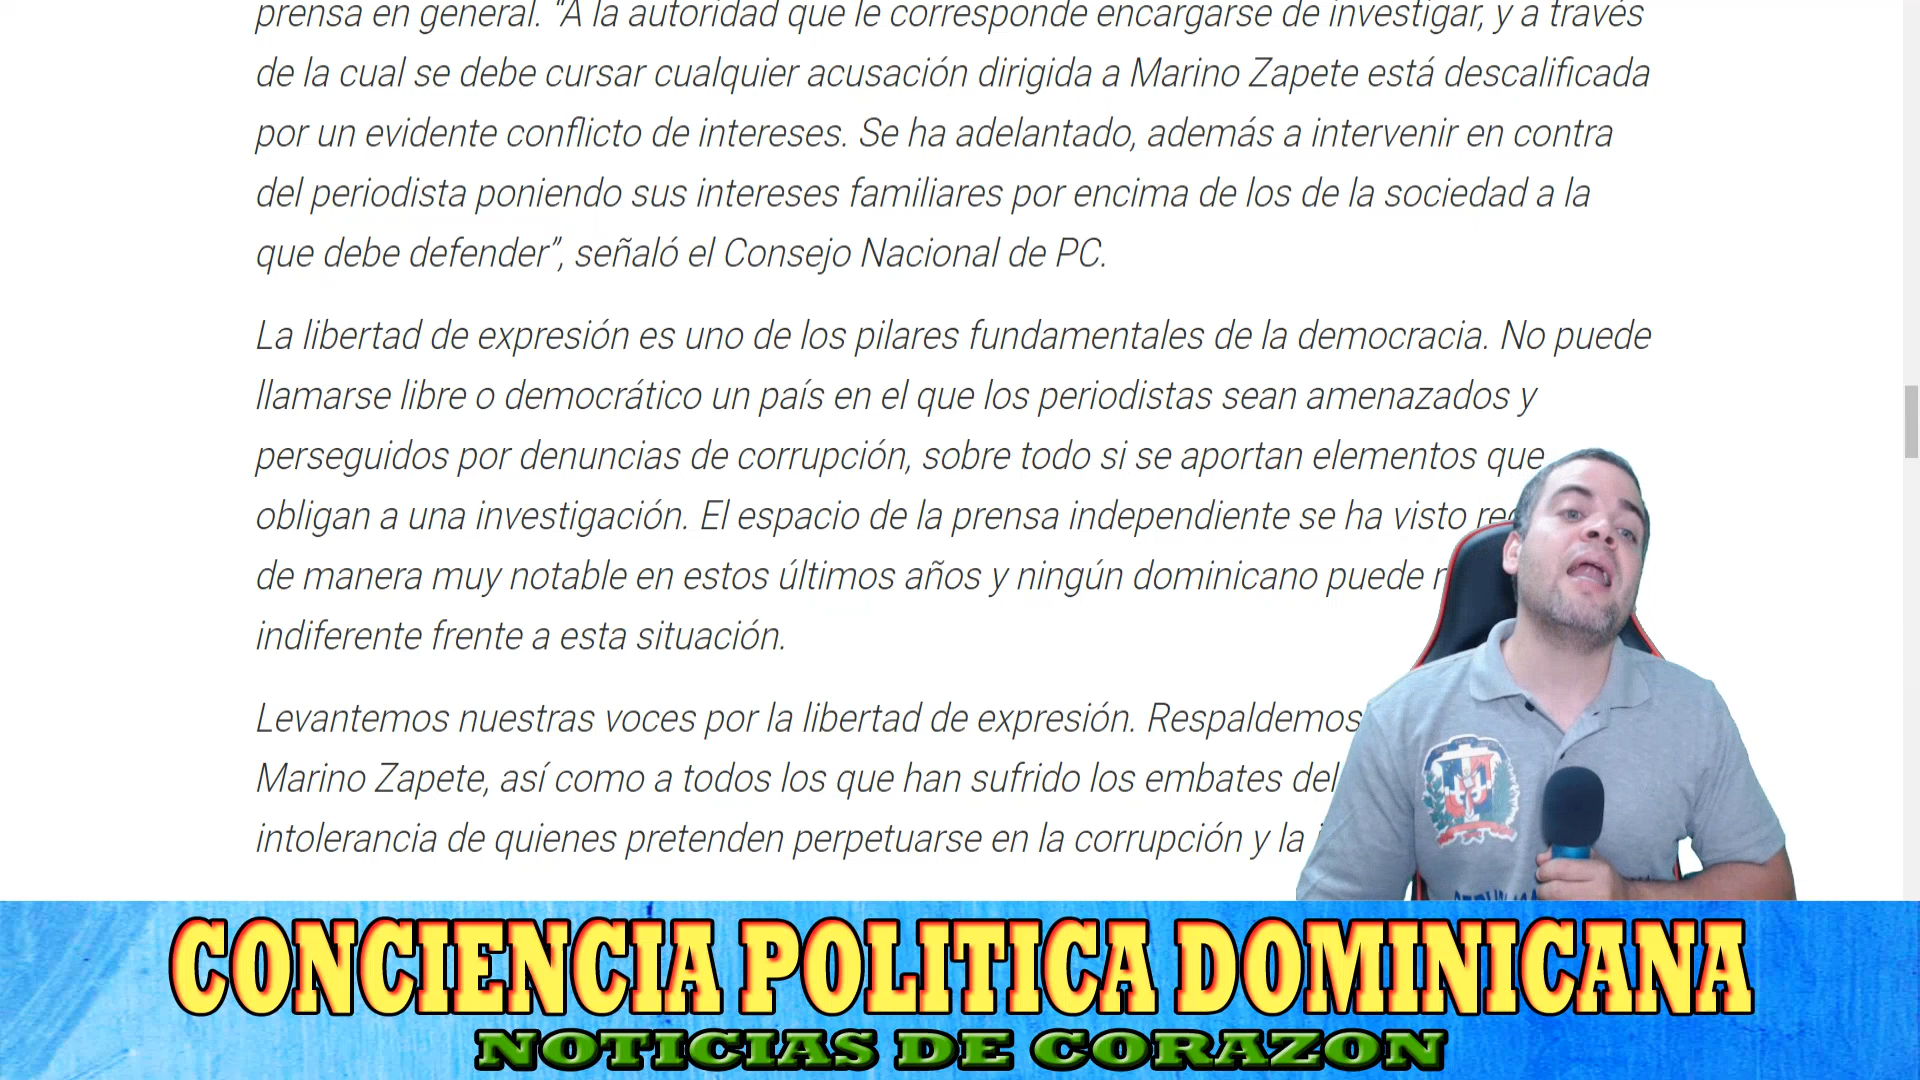 prensa en general. “A la autoridad que le corresponde encargarse de investigar, y a través
de la cual se debe cursar cualquier acusación dirigida a Marino Zapete está descalificada
por un evidente conflicto de intereses. Se ha adelantado, además a intervenir en contra
del periodista poniendo sus intereses familiares por encima de los de la sociedad a la
que debe defender”, señaló el Consejo Nacional de PC.
La libertad de expresión es uno de los pilares fundamentales de la democracia. No puede
llamarse libre o democrático un país en el que los periodistas sean amenazados y
perseguidos por denuncias de corrupción, sobre todo si se aportan elementos que
obligan a una investigación. El espacio de la prensa independiente se ha visto
de manera muy notable en estos últimos años y ningún dominicano puede
indiferente frente a esta situación.
Levantemos nuestras voces por la libertad de expresión. Respaldemos
Marino Zapete, así como a todos los que han sufrido los embates del
intolerancia de quienes pretenden perpetuarse en la corrupción y la
CONCIENCIA POLITICA DOMINICANA
NOTICIAS DE CORAZON